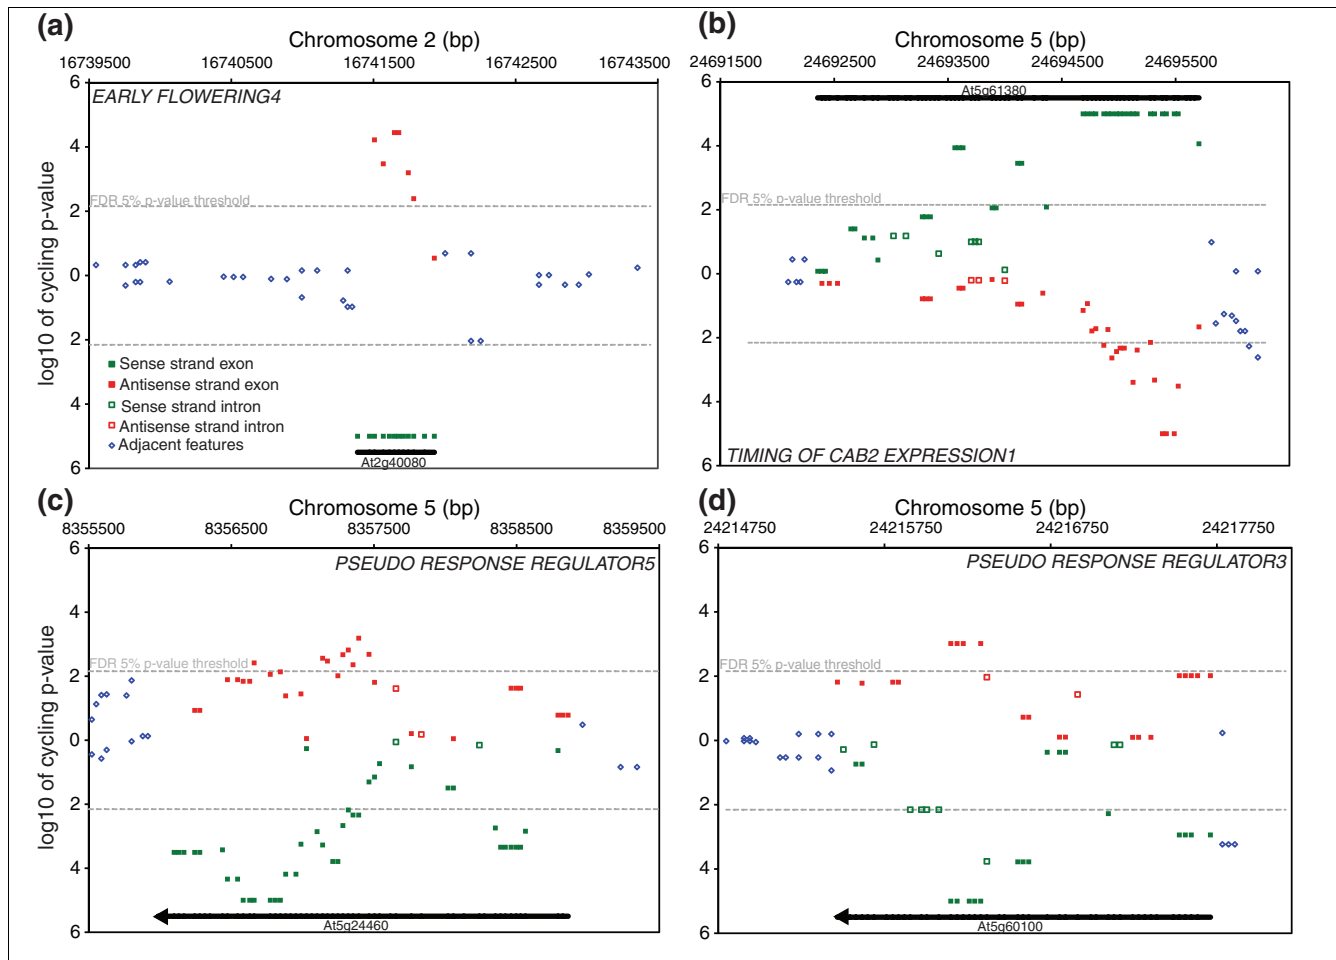 (a)
Chromosome 2 (bp)
16739500 16740500 16741500 16742500 16743500
EARLY FLOWERING4
FDR 5% p-value threshold
log10 of cycling p-value
6
4
2
0
2
4
6
Sense strand exon
Antisense strand exon
Sense strand intron
Antisense strand intron
Adjacent features
At2g40080
(b)
Chromosome 5 (bp)
24691500 24692500 24693500 24694500 24695500
At5g61380
FDR 5% p-value threshold
6
4
2
0
2
4
6
TIMING OF CAB2 EXPRESSION1
(c)
Chromosome 5 (bp)
8355500 8356500 8357500 8358500 8359500
PSEUDO RESPONSE REGULATOR5
FDR 5% p-value threshold
log10 of cycling p-value
6
4
2
0
2
4
6
At5g24460
(d)
Chromosome 5 (bp)
24214750 24215750 24216750 24217750
PSEUDO RESPONSE REGULATOR3
FDR 5% p-value threshold
6
4
2
0
2
4
6
At5g60100